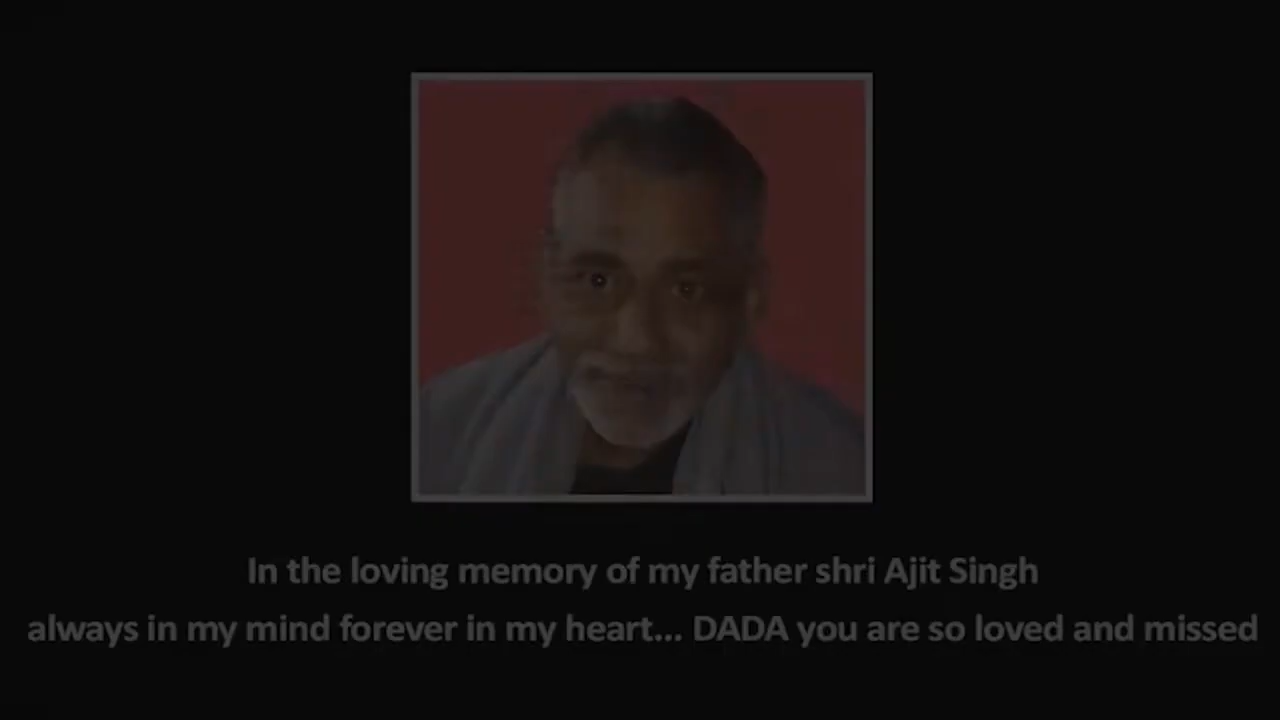 In the loving memory of my father shri Ajit Singh
always in my mind forever in my heart... DADA you are so loved and missed